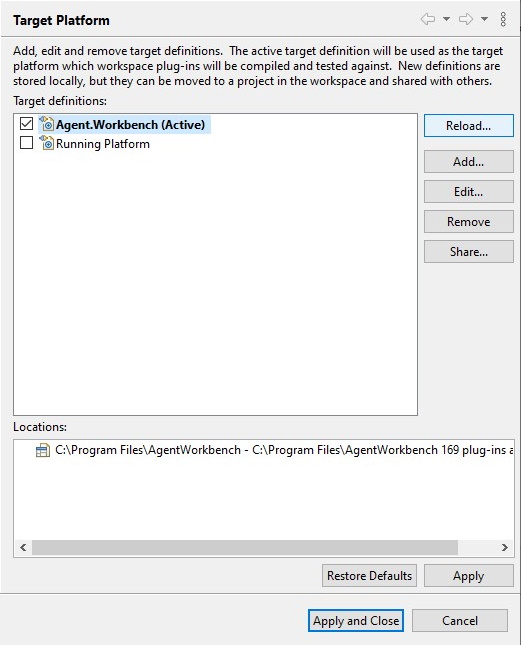 Target Platform
Add, edit and remove target definitions.  The active target definition will be used as the target
platform which workspace plug-ins will be compiled and tested against.  New definitions are
stored locally, but they can be moved to a project in the workspace and shared with others.
Target definitions:
Agent.Workbench (Active)
Running Platform
Reload...
Add...
Edit...
Remove
Share...
Locations:
C:\Program Files\AgentWorkbench - C:\Program Files\AgentWorkbench 169 plug-ins a
Restore Defaults
Apply
Apply and Close
Cancel